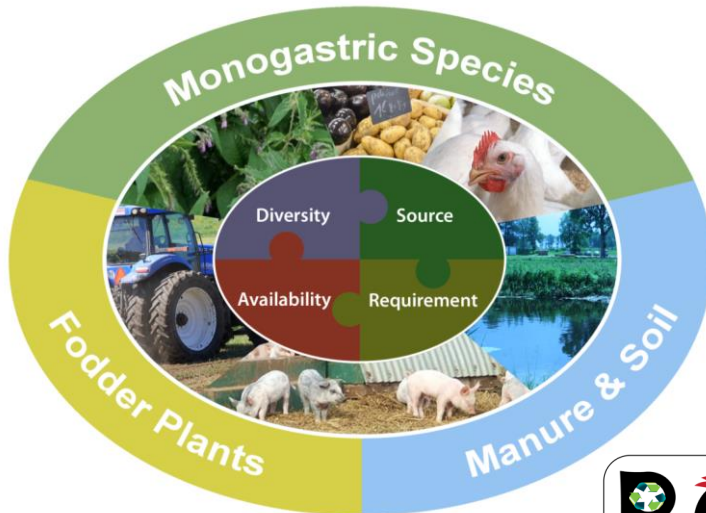 Monogastric Species
Diversity
Source
Availability
Requirement
Fodder Plants
Manure & Soil